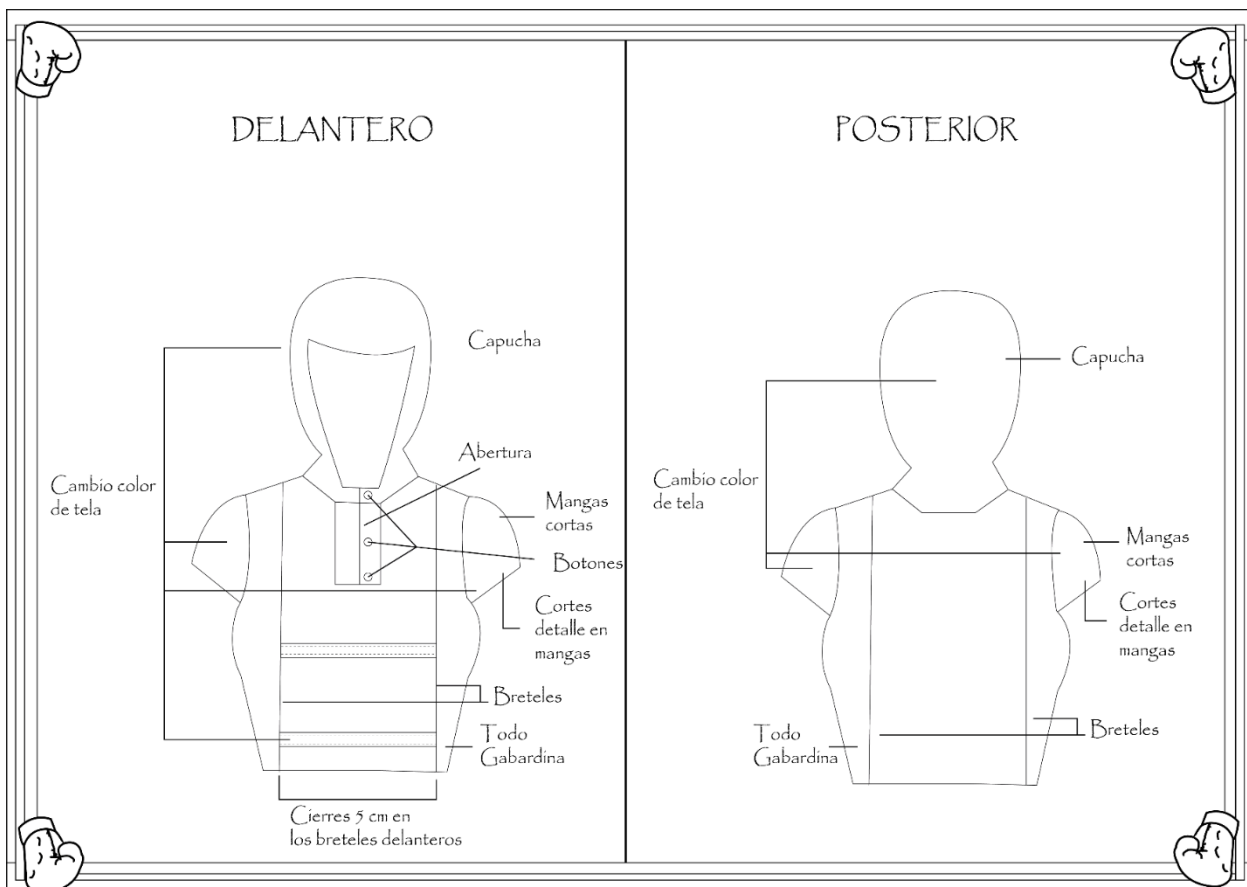 DELANTERO
Capucha
Abertura
Cambio color
de tela
Mangas
cortas
Botones
Cortes
detalle en
mangas
Breteles
Todo
Gabardina
Cierres 5 cm en
los breteles delanteros
POSTERIOR
Capucha
Cambio color
de tela
Mangas
cortas
Cortes
detalle en
mangas
Todo
Gabardina
Breteles